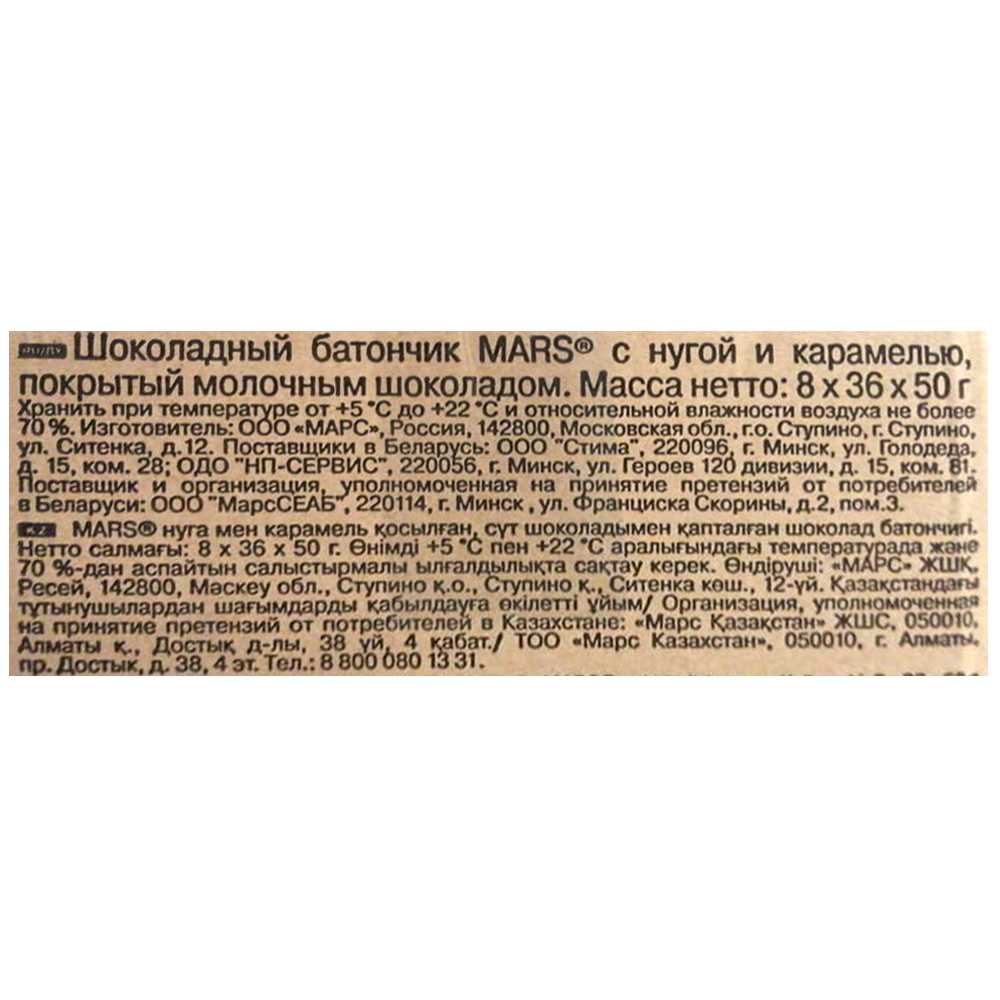 Шоколадный батончик MARS® с нугой и карамелью,
покрытый молочным шоколадом. Масса нетто: 8 x 36 x 50 г
Хранить при температуре от +5 °С до +22 °С и относительной влажности воздуха не более
70 %. Изготовитель: ООО «МАРС», Россия, 142800, Московская обл., г.о. Ступино, г. Ступино,
ул. Ситенка, д.12. Поставщики в Беларусь: ООО "Стима", 220096, г. Минск, ул. Голодеда,
д. 15, ком. 28; ОДО "НП-СЕРВИС", 220056, г. Минск, ул. Героев 120 дивизии, д. 15, ком. 81.
Поставщик и организация, уполномоченная на принятие претензий от потребителей
в Беларуси: ООО "МарсСЕАБ", 220114, г. Минск , ул. Франциска Скорины, д.2, пом.3.
KZ MARS® нуга мен карамель қосылған, сүт шоколадымен қапталған шоколад батончигі.
Нетто салмағы: 8 x 36 x 50 г. Өнімді +5 °С пен +22 °С аралығындағы температурада және
70 %-дан аспайтын салыстырмалы ылғалдылықта сақтау керек. Өндіруші: «МАРС» ЖШҚ,
Ресей, 142800, Мәскеу обл., Ступино қ.о., Ступино қ., Ситенка көш., 12-үй. Қазақстандағы
тұтынушылардан шағымдарды қабылдауға өкілетті ұйым/ Организация, уполномоченная
на принятие претензий от потребителей в Казахстане: «Марс Қазақстан» ЖШС, 050010,
Алматы қ., Достық д-лы, 38 үй, 4 қабат./ ТОО «Марс Казахстан», 050010, г. Алматы,
пр. Достык, д. 38, 4 эт. Тел.: 8 800 080 13 31.